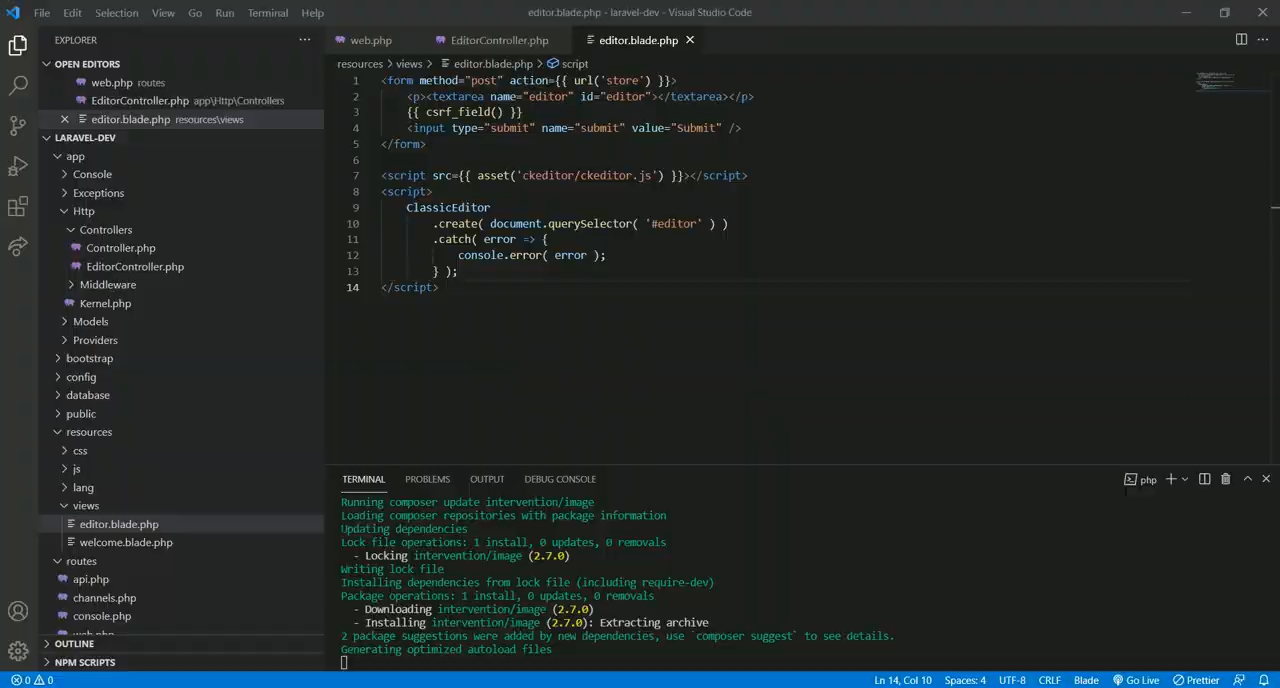 File Edit Selection View Go Run Terminal Help
editor.blade.php - laravel-dev - Visual Studio Code
EXPLORER
OPEN EDITORS
web.php routes
EditorController.php app\Http\Controllers
editor.blade.php resources\views
LARAVEL-DEV
app
Console
Exceptions
Http
Controllers
Controller.php
EditorController.php
Middleware
Kernel.php
Models
Providers
bootstrap
config
database
public
resources
css
js
lang
views
editor.blade.php
welcome.blade.php
routes
api.php
channels.php
console.php
web.php
OUTLINE
NPM SCRIPTS
web.php EditorController.php editor.blade.php
resources > views > editor.blade.php > script
1 <form method="post" action={{ url('store') }}>
2 <p><textarea name="editor" id="editor"></textarea></p>
3 {{ csrf_field() }}
4 <input type="submit" name="submit" value="Submit" />
5 </form>
6
7 <script src={{ asset('ckeditor/ckeditor.js') }}></script>
8 <script>
9 ClassicEditor
10 .create( document.querySelector( '#editor' ) )
11 .catch( error => {
12 console.error( error );
13 } );
14 </script>
TERMINAL PROBLEMS OUTPUT DEBUG CONSOLE
php
Running composer update intervention/image
Loading composer repositories with package information
Updating dependencies
Lock file operations: 1 install, 0 updates, 0 removals
- Locking intervention/image (2.7.0)
Writing lock file
Installing dependencies from lock file (including require-dev)
Package operations: 1 install, 0 updates, 0 removals
- Downloading intervention/image (2.7.0)
- Installing intervention/image (2.7.0): Extracting archive
2 package suggestions were added by new dependencies, use `composer suggest` to see details.
Generating optimized autoload files
0 0
Ln 14, Col 10 Spaces: 4 UTF-8 CRLF Blade Go Live Prettier